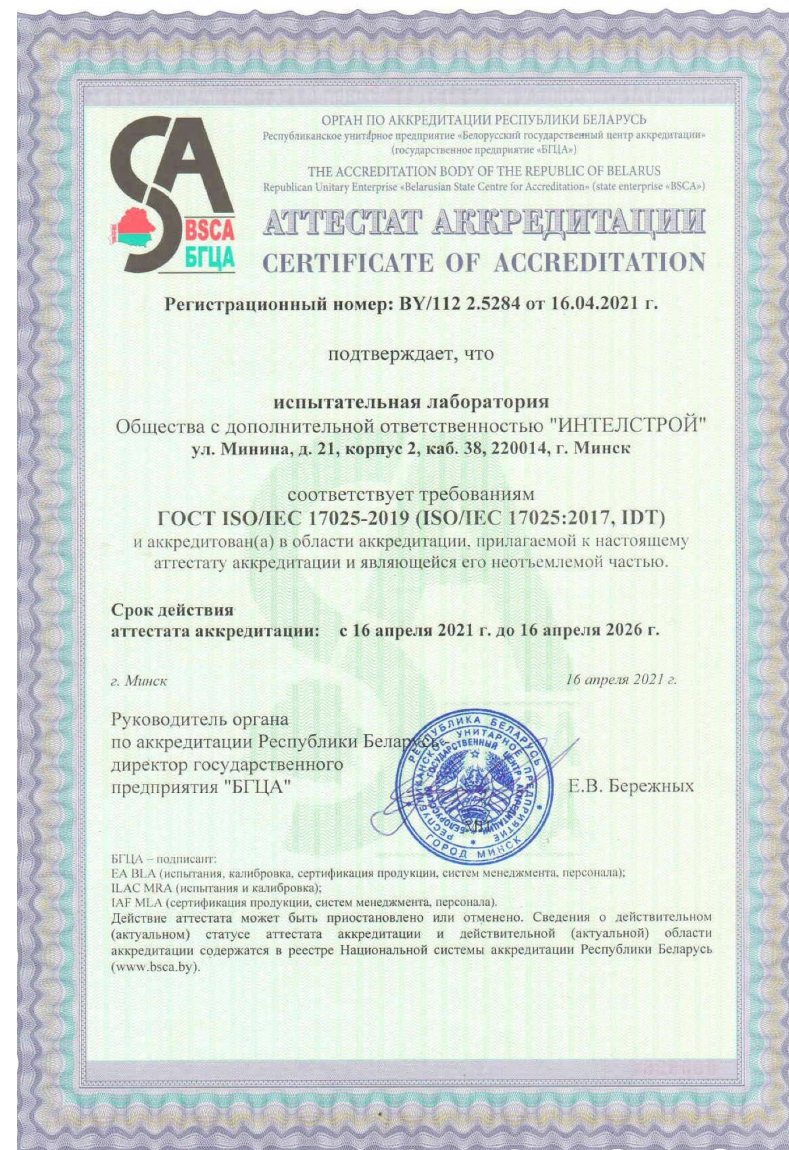 ОРГАН ПО АККРЕДИТАЦИИ РЕСПУБЛИКИ БЕЛАРУСЬ
Республиканское унитарное предприятие «Белорусский государственный центр аккредитации»
(государственное предприятие «БГЦА»)
THE ACCREDITATION BODY OF THE REPUBLIC OF BELARUS
Republican Unitary Enterprise «Belarusian State Centre for Accreditation» (state enterprise «BSCA»)
BSCA
БГЦА
АТТЕСТАТ АККРЕДИТАЦИИ
CERTIFICATE OF ACCREDITATION
Регистрационный номер: BY/112 2.5284 от 16.04.2021 г.
подтверждает, что
испытательная лаборатория
Общества с дополнительной ответственностью "ИНТЕЛСТРОЙ"
ул. Минина, д. 21, корпус 2, каб. 38, 220014, г. Минск
соответствует требованиям
ГОСТ ISO/IEC 17025-2019 (ISO/IEC 17025:2017, IDT)
и аккредитован(а) в области аккредитации, прилагаемой к настоящему
аттестату аккредитации и являющейся его неотъемлемой частью.
Срок действия
аттестата аккредитации: с 16 апреля 2021 г. до 16 апреля 2026 г.
г. Минск 16 апреля 2021 г.
Руководитель органа
по аккредитации Республики Беларусь
директор государственного
предприятия "БГЦА" Е.В. Бережных
РЕСПУБЛИКА БЕЛАРУСЬ
ГОРОД МИНСК
РЕСПУБЛИКАНСКОЕ УНИТАРНОЕ ПРЕДПРИЯТИЕ
БЕЛОРУССКИЙ ГОСУДАРСТВЕННЫЙ ЦЕНТР АККРЕДИТАЦИИ
БГЦА – подписант:
EA BLA (испытания, калибровка, сертификация продукции, систем менеджмента, персонала);
ILAC MRA (испытания и калибровка);
IAF MLA (сертификация продукции, систем менеджмента, персонала).
Действие аттестата может быть приостановлено или отменено. Сведения о действительном
(актуальном) статусе аттестата аккредитации и действительной (актуальной) области
аккредитации содержатся в реестре Национальной системы аккредитации Республики Беларусь
(www.bsca.by).